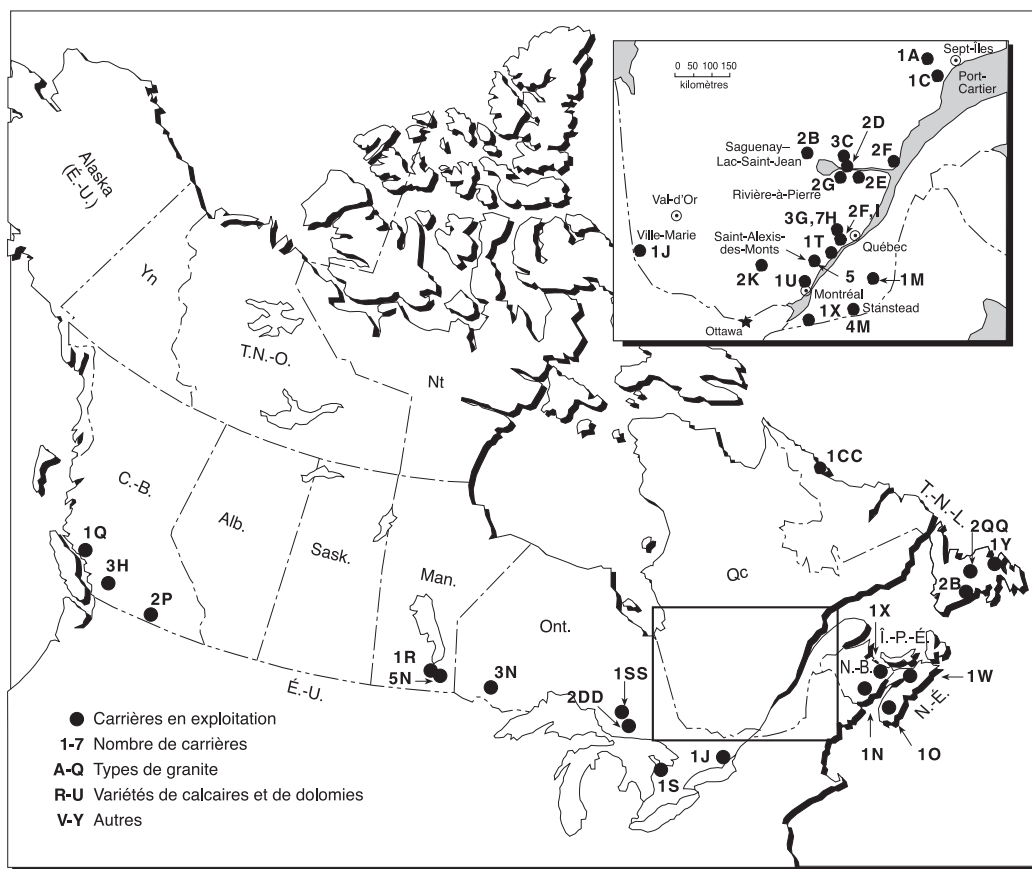 Alaska
(É.-U.)
Yn
T.N.-O.
Nt
C.-B.
Alb.
Sask.
Man.
Ont.
Qc
T.-N.-L.
Î.-P.-É.
N.-B.
N.-É.
É.-U.
1Q
3H
2P
1R
5N
3N
1SS
2DD
1J
1S
1CC
2QQ
1Y
2B
1X
1W
1N
1O
0 50 100 150
kilomètres
Sept-Îles
1A
1C
Port-
Cartier
2D
2B
3C
2F
Saguenay–
Lac-Saint-Jean
2G
2E
Rivière-à-Pierre
Val-d'Or
3G,7H
2F,I
Ville-Marie
Saint-Alexis-
des-Monts
1T
Québec
1J
2K
1U
5
1M
Montréal
1X
Stanstead
Ottawa
4M
Carrières en exploitation
1-7 Nombre de carrières
A-Q Types de granite
R-U Variétés de calcaires et de dolomies
V-Y Autres